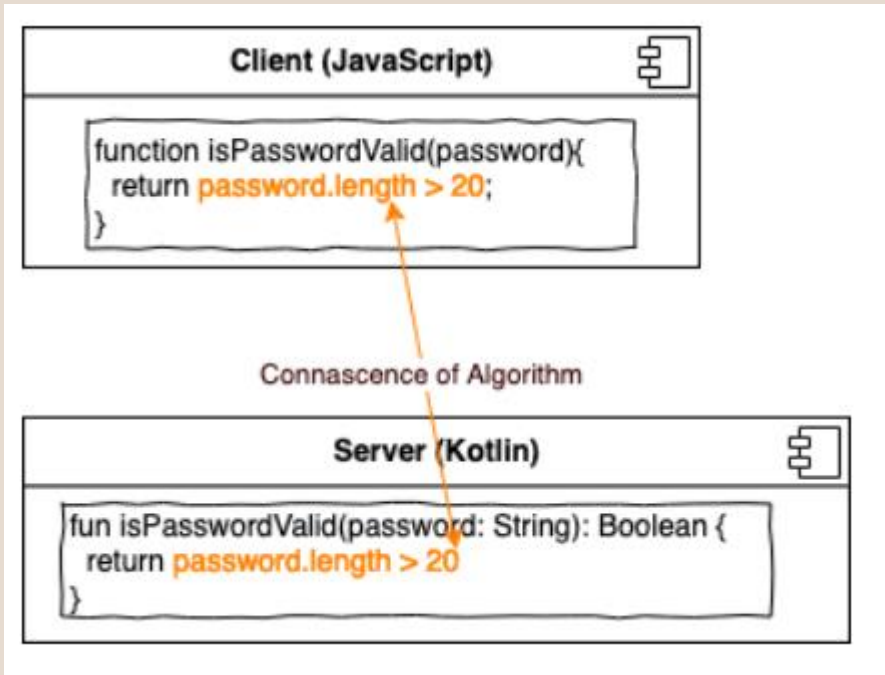 Client (JavaScript)
function isPasswordValid(password){
return password.length > 20;
}
Connascence of Algorithm
Server (Kotlin)
fun isPasswordValid(password: String): Boolean {
return password.length > 20
}